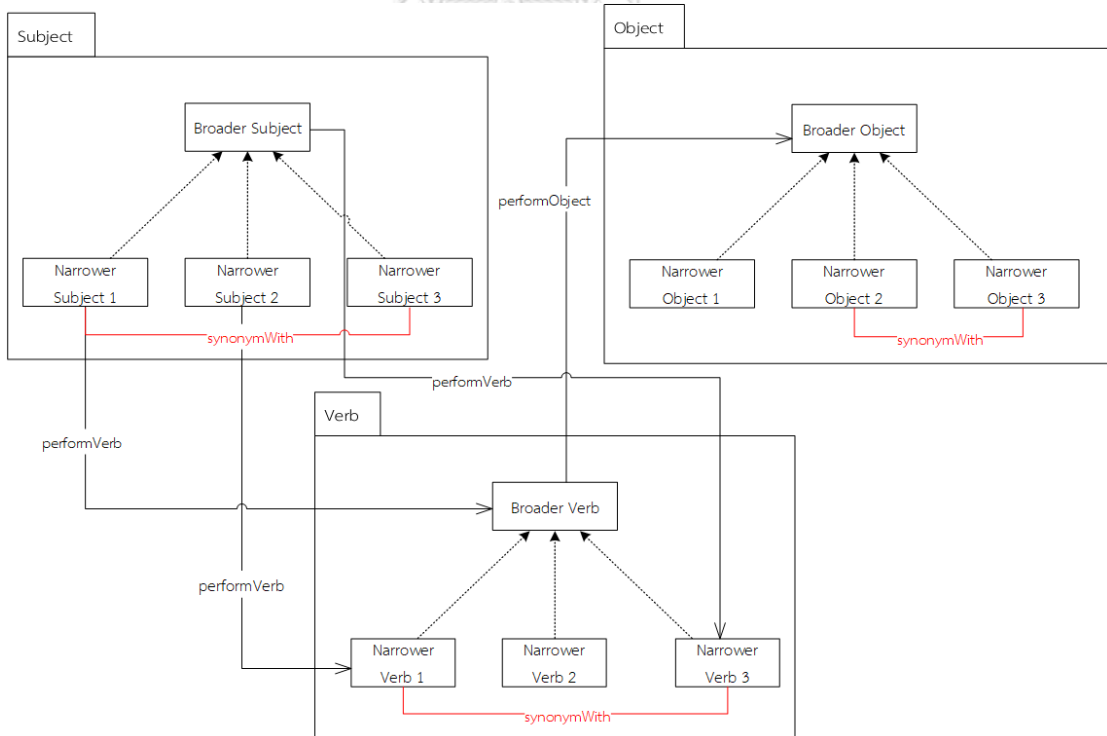 Subject
Object
Broader Subject
Broader Object
performObject
Narrower
Subject 1
Narrower
Subject 2
Narrower
Subject 3
Narrower
Object 1
Narrower
Object 2
Narrower
Object 3
synonymWith
synonymWith
performVerb
Verb
performVerb
Broader Verb
performVerb
Narrower
Verb 1
Narrower
Verb 2
Narrower
Verb 3
synonymWith